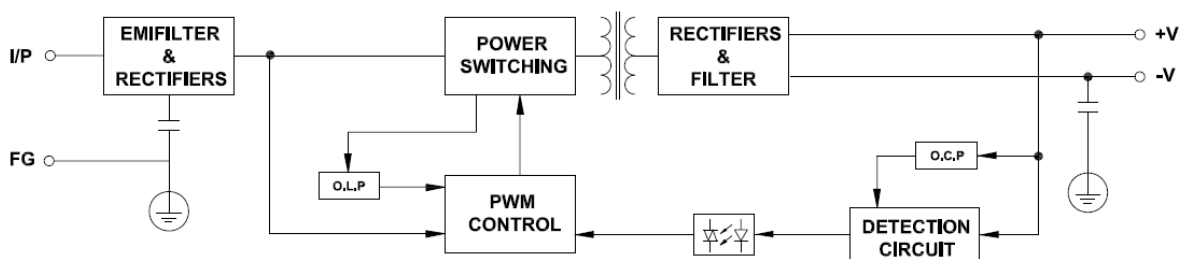 I/P
EMIFILTER
&
RECTIFIERS
POWER
SWITCHING
RECTIFIERS
&
FILTER
+V
-V
FG
O.L.P
PWM
CONTROL
O.C.P
DETECTION
CIRCUIT